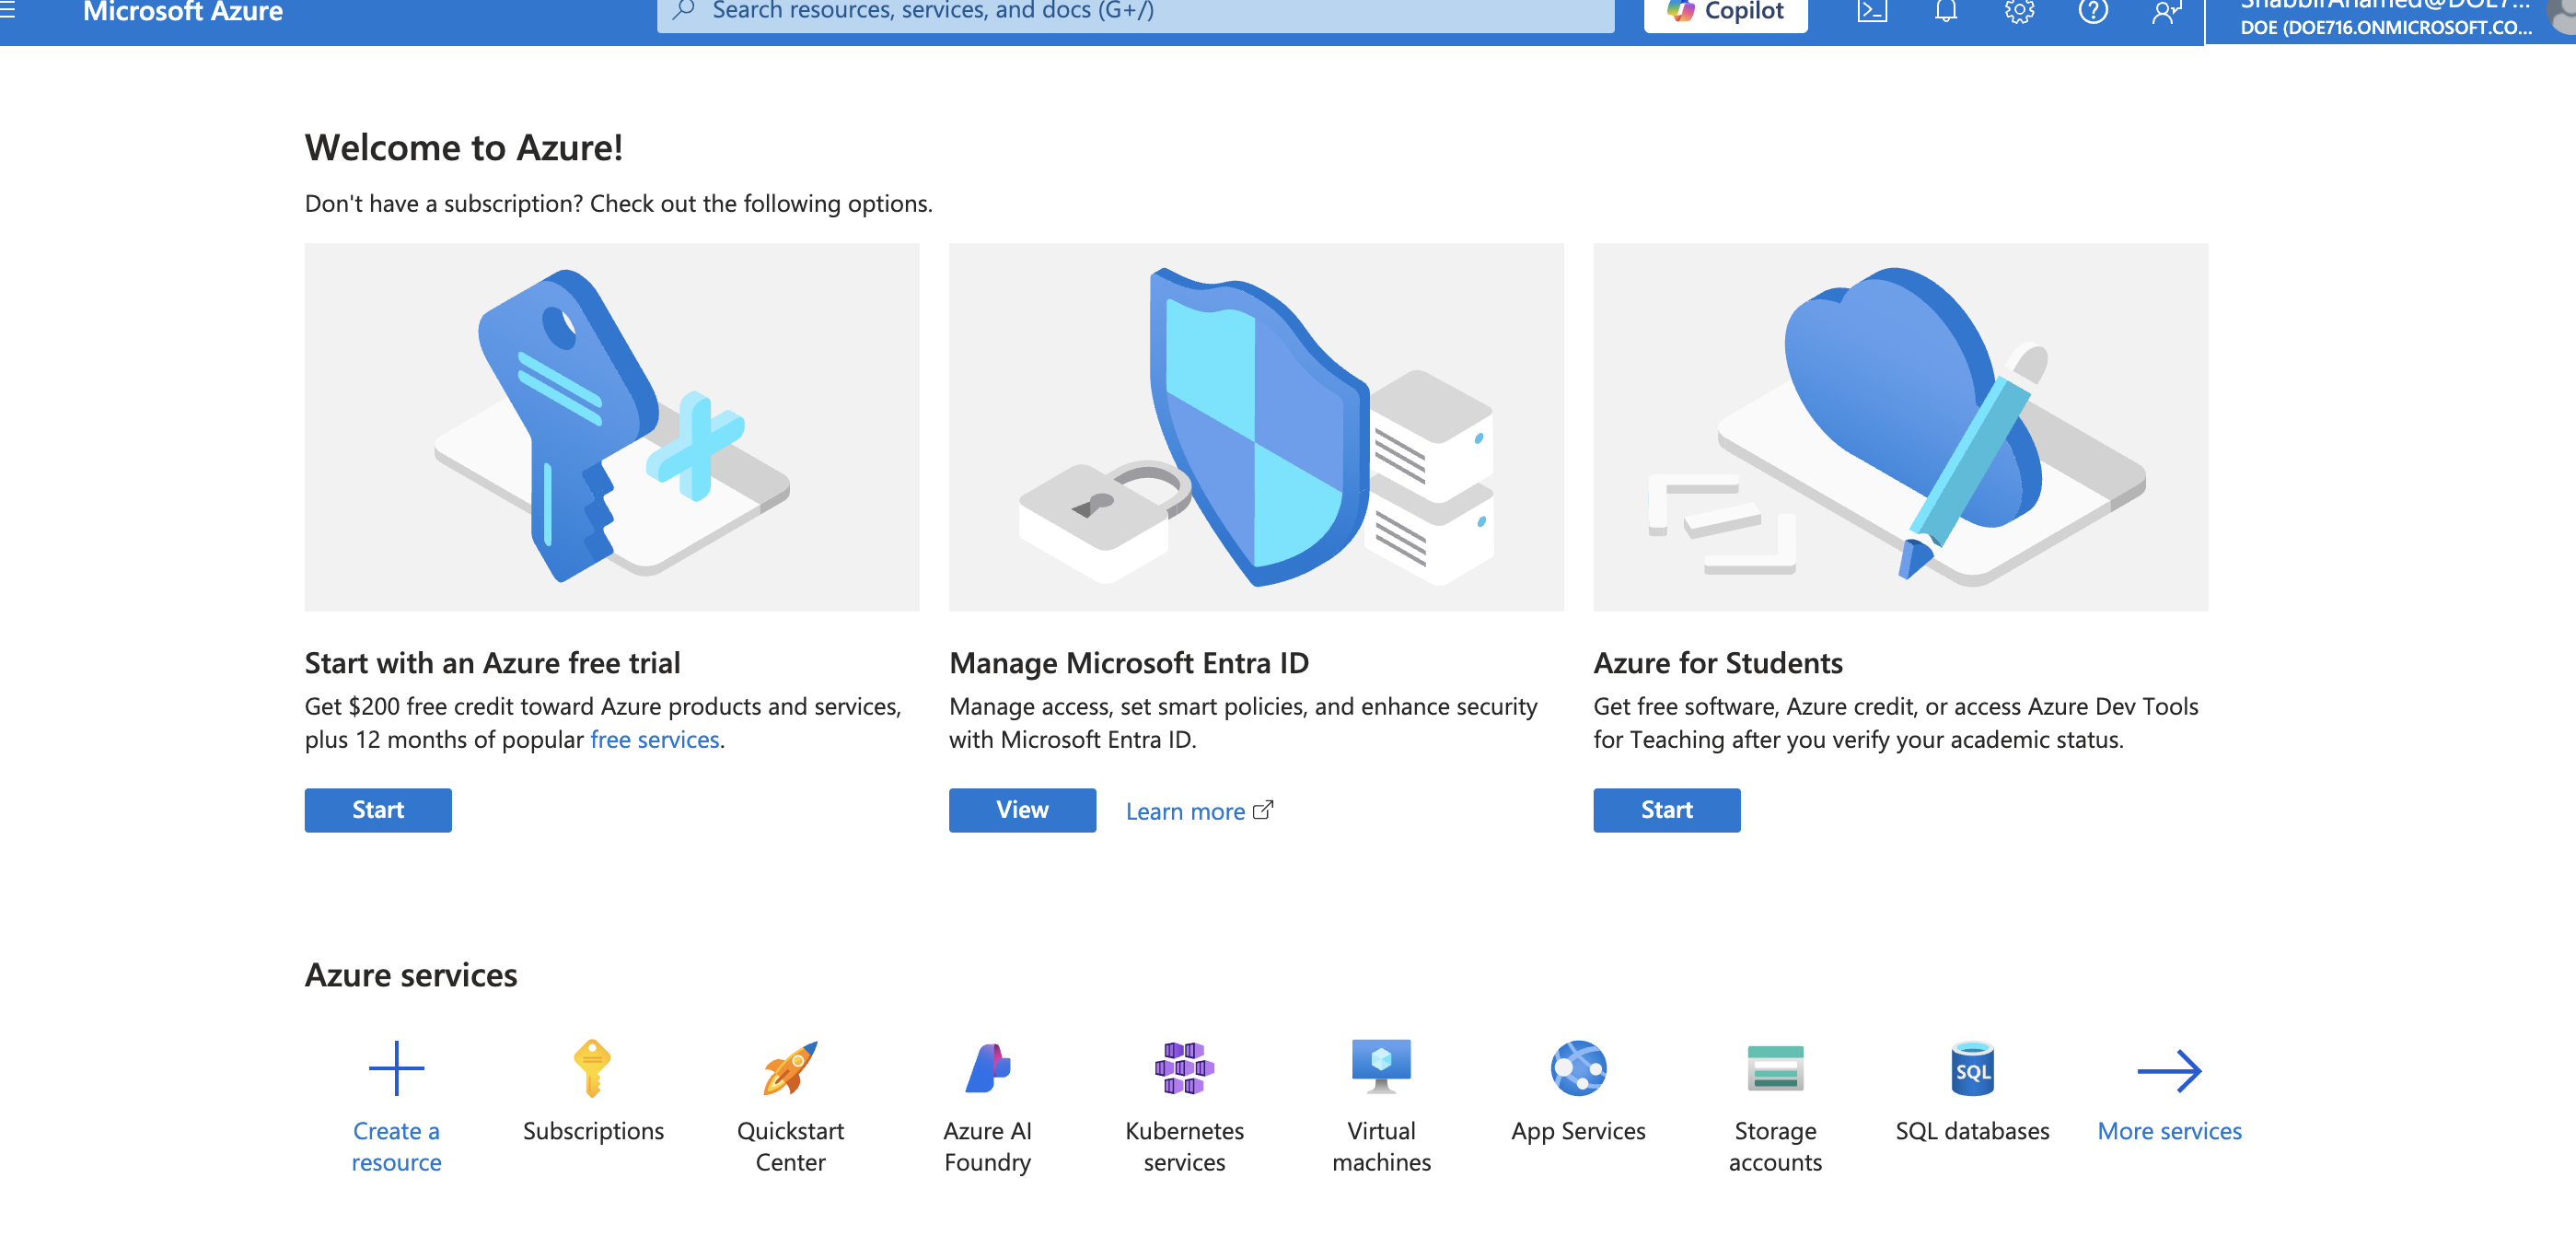 Microsoft Azure
Search resources, services, and docs (G+/)
Copilot
ShabbirAhamed@DOE7...
DOE (DOE716.ONMICROSOFT.CO...
Welcome to Azure!
Don't have a subscription? Check out the following options.
Start with an Azure free trial
Get $200 free credit toward Azure products and services,
plus 12 months of popular free services.
Start
Manage Microsoft Entra ID
Manage access, set smart policies, and enhance security
with Microsoft Entra ID.
View
Learn more
Azure for Students
Get free software, Azure credit, or access Azure Dev Tools
for Teaching after you verify your academic status.
Start
Azure services
Create a
resource
Subscriptions
Quickstart
Center
Azure AI
Foundry
Kubernetes
services
Virtual
machines
App Services
Storage
accounts
SQL
SQL databases
More services